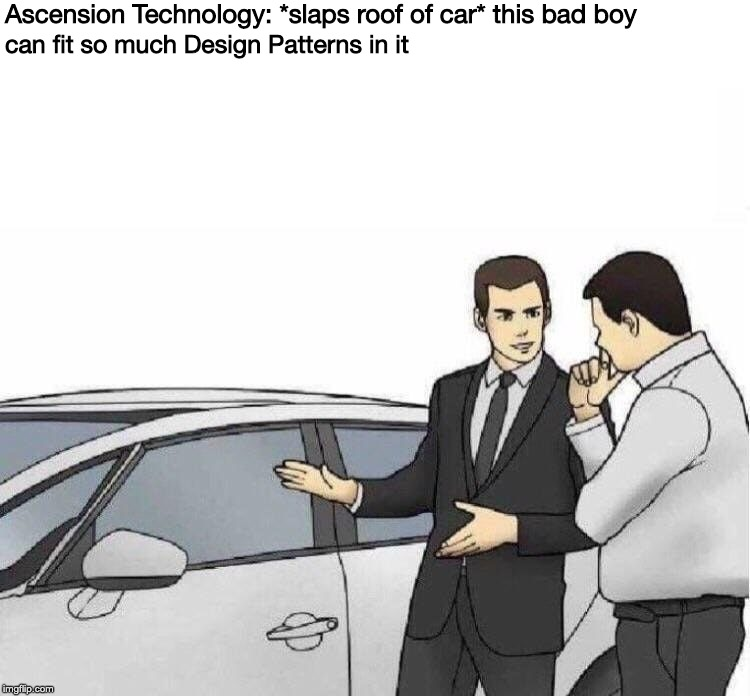 Ascension Technology: *slaps roof of car* this bad boy
can fit so much Design Patterns in it
imgflip.com